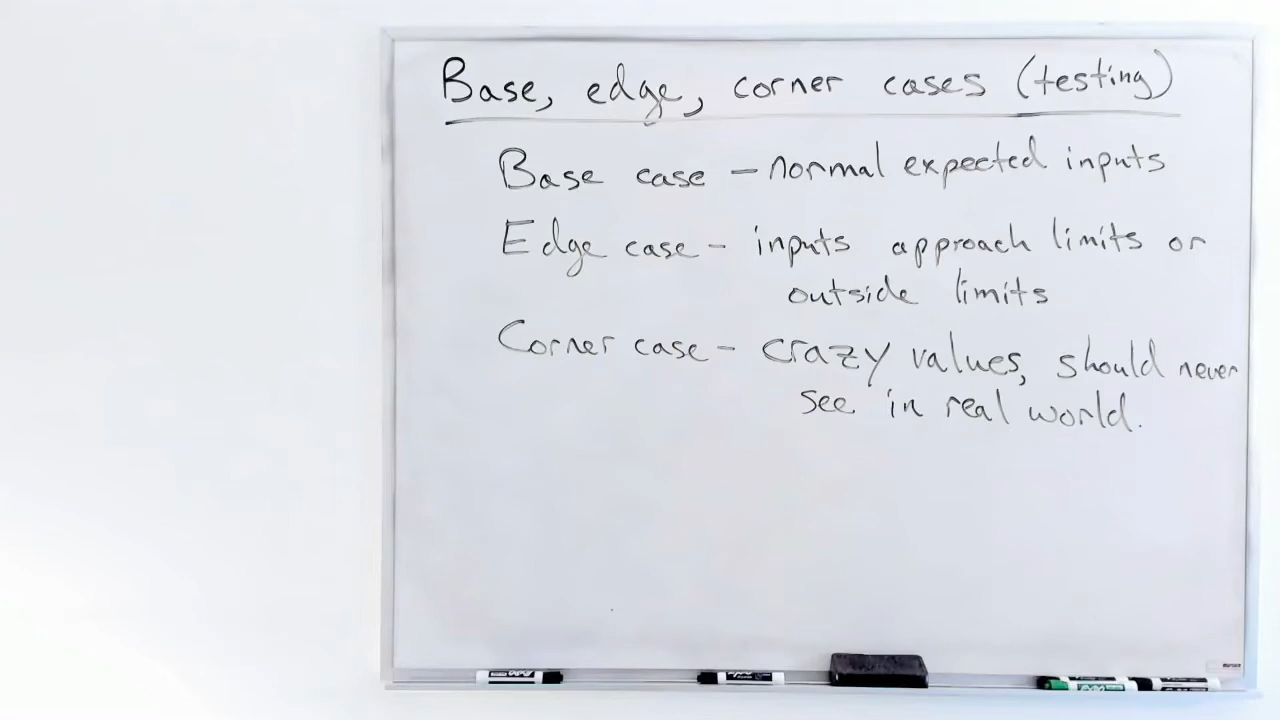 Base, edge, corner cases (testing)
Base case – normal expected inputs
Edge case – inputs approach limits or
outside limits
Corner case – crazy values, should never
see in real world.